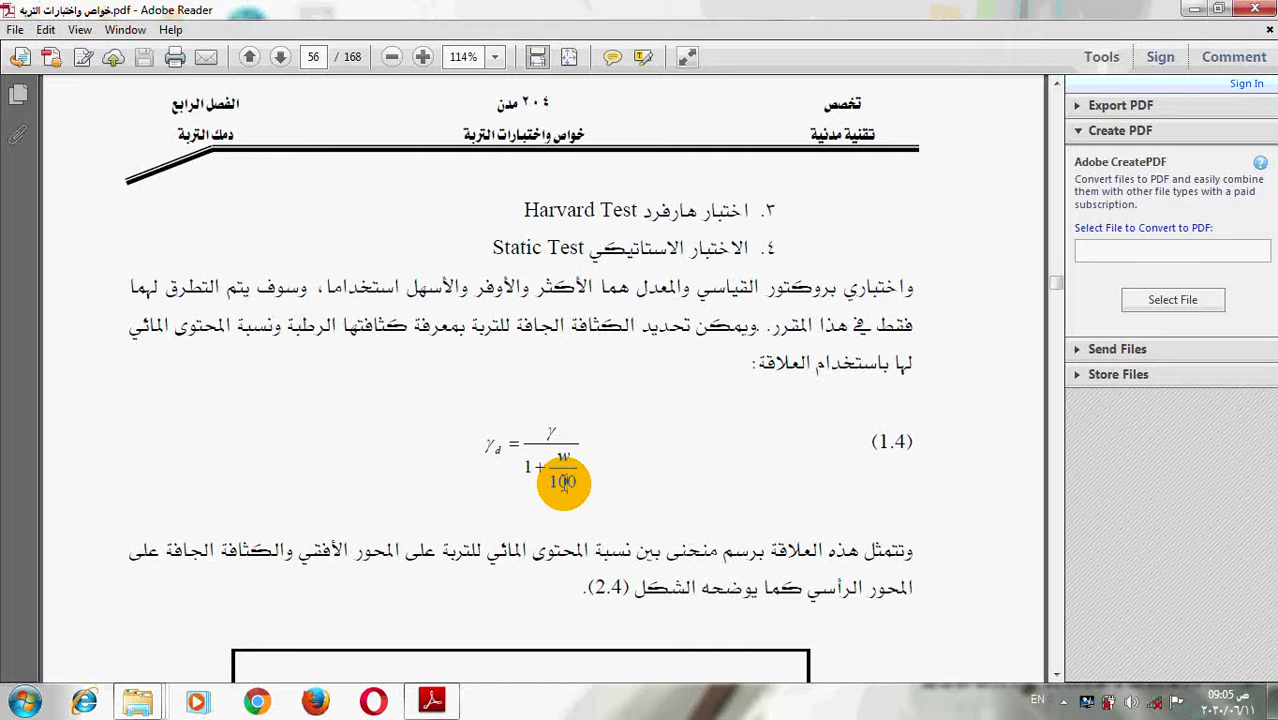 خواص واختبارات التربة.pdf - Adobe Reader
File Edit View Window Help
56 / 168 114% Tools Sign Comment
Sign In
Export PDF
Create PDF
Adobe CreatePDF
Convert files to PDF and easily combine
them with other file types with a paid
subscription.
Select File to Convert to PDF:
Select File
Send Files
Store Files
تخصص ٢٠٤ مدن الفصل الرابع
تقنية مدنية خواص واختبارات التربة دمك التربة
٣. اختبار هارفرد Harvard Test
٤. الاختبار الاستاتيكي Static Test
واختباري بروكتور القياسي والمعدل هما الأكثر والأوفر والأسهل استخداما، وسوف يتم التطرق لهما
فقط في هذا المقرر. .ويمكن تحديد الكثافة الجافة للتربة بمعرفة كثافتها الرطبة ونسبة المحتوى المائي
لها باستخدام العلاقة:
γd = γ / (1 + w/100) (1.4)
وتتمثل هذه العلاقة برسم منحنى بين نسبة المحتوى المائي للتربة على المحور الأفقي والكثافة الجافة على
المحور الرأسي كما يوضحه الشكل (2.4).
EN 09:05 ص
٢٠٢٠/٠٦/١١